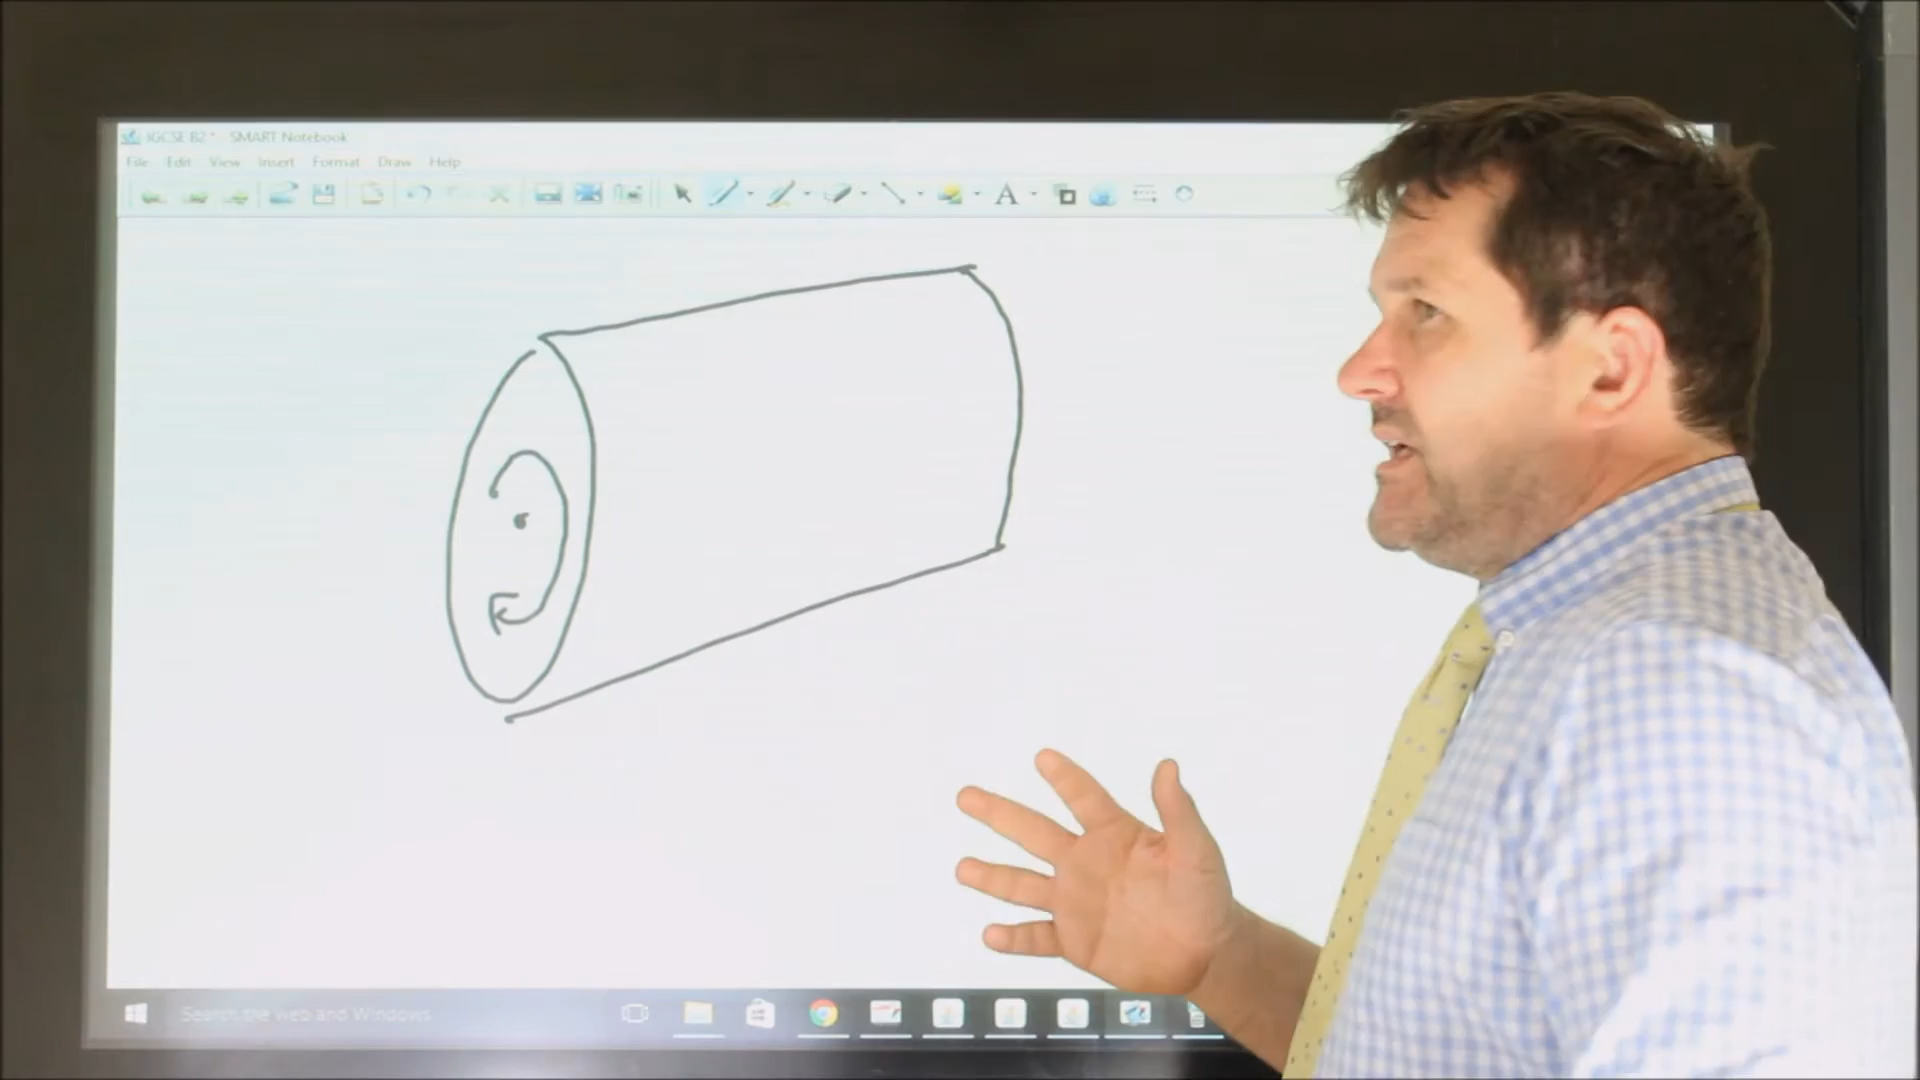 IGCSE B2 * - SMART Notebook
File Edit View Insert Format Draw Help
A
Search the web and Windows